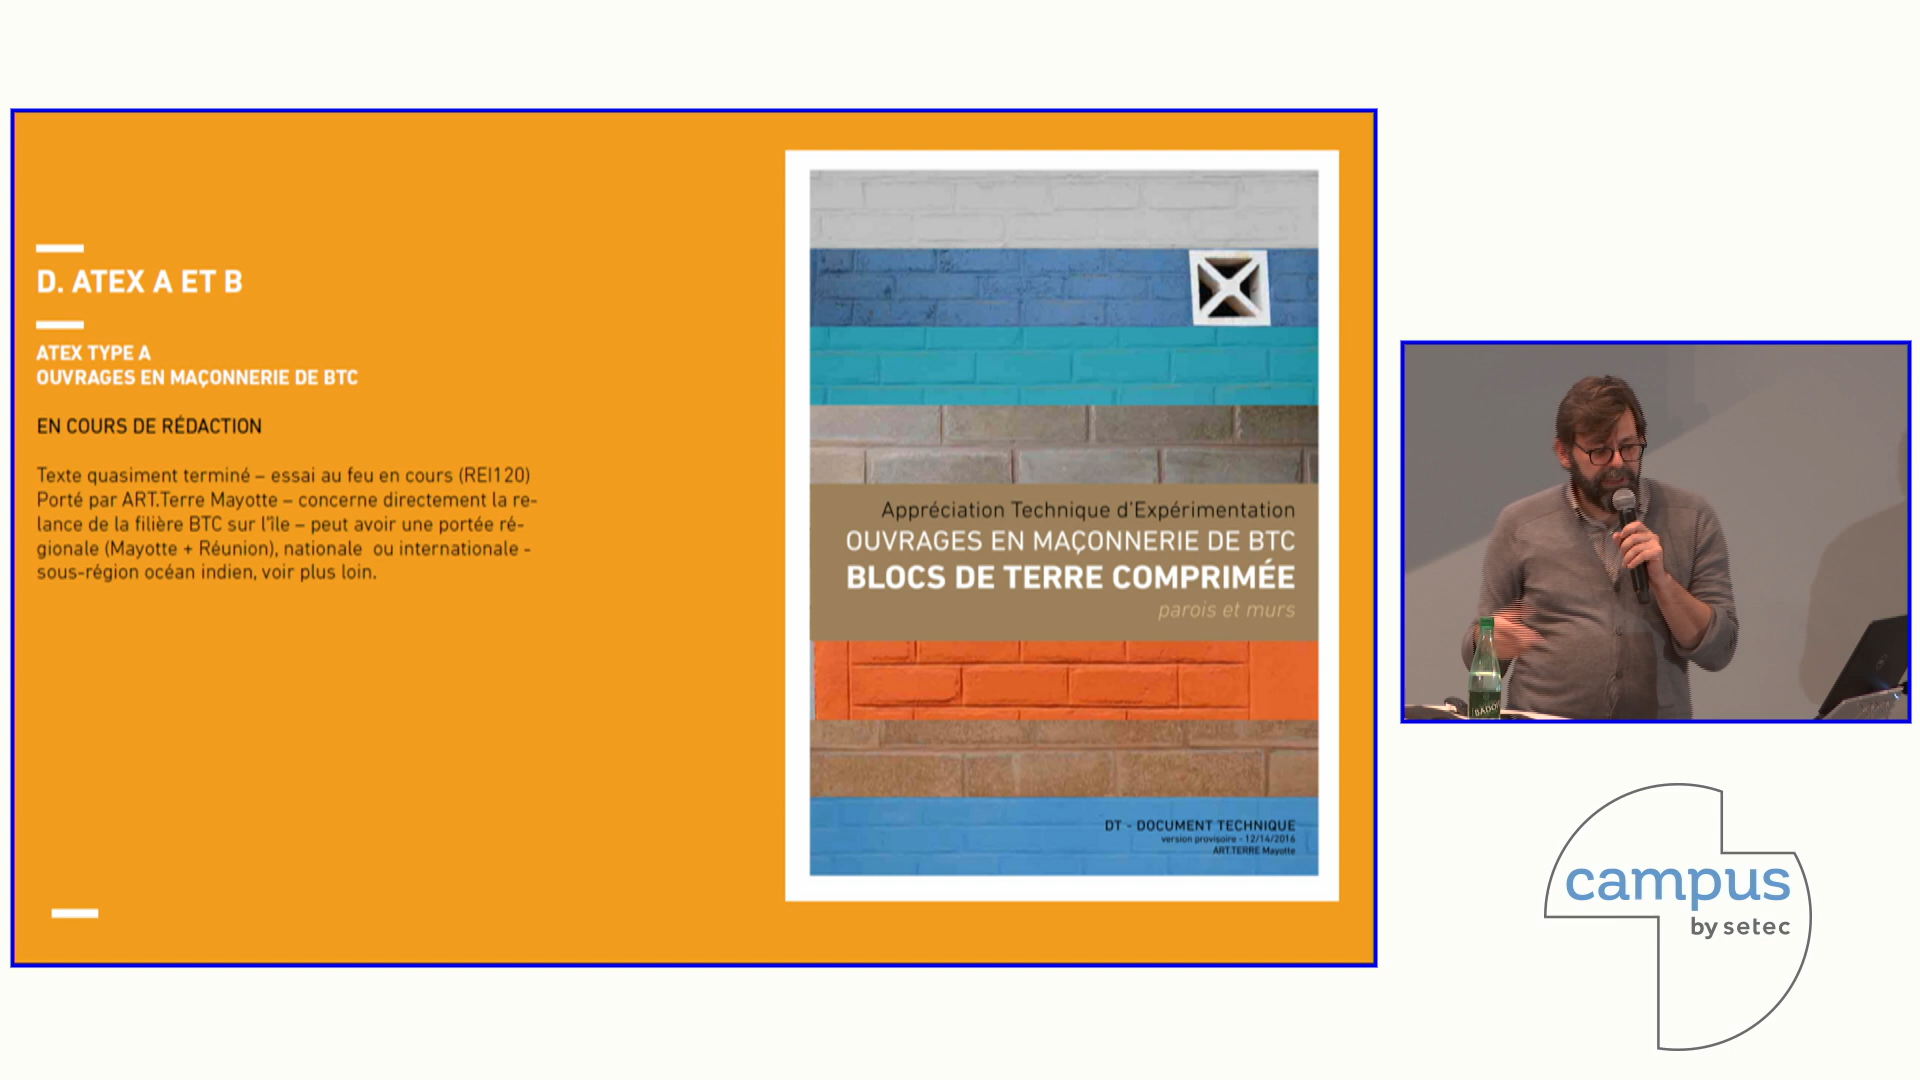 D. ATEX A ET B
ATEX TYPE A
OUVRAGES EN MAÇONNERIE DE BTC
EN COURS DE RÉDACTION
Texte quasiment terminé – essai au feu en cours (REI120)
Porté par ART.Terre Mayotte – concerne directement la re-
lance de la filière BTC sur l'île – peut avoir une portée ré-
gionale (Mayotte + Réunion), nationale ou internationale -
sous-région océan indien, voir plus loin.
Appréciation Technique d'Expérimentation
OUVRAGES EN MAÇONNERIE DE BTC
BLOCS DE TERRE COMPRIMÉE
parois et murs
DT - DOCUMENT TECHNIQUE
version provisoire - 12/14/2016
ART.TERRE Mayotte
BADOI
campus
by setec